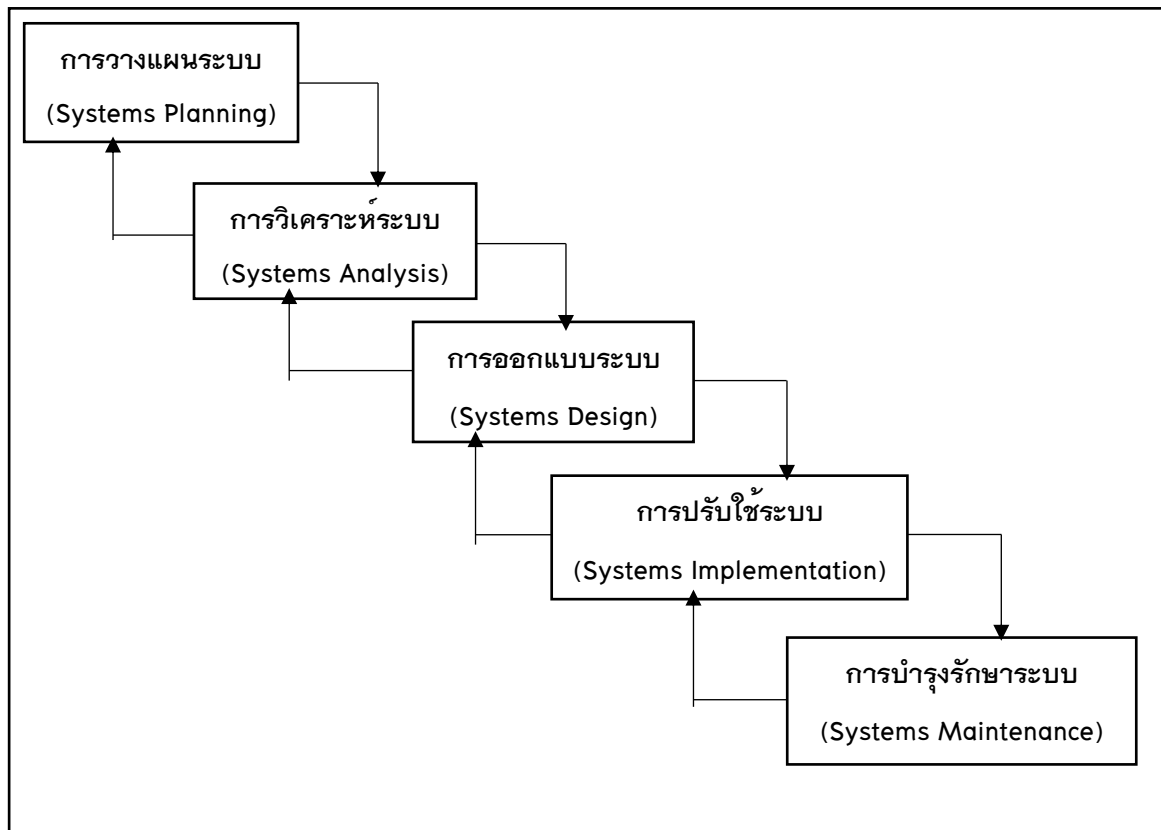 การวางแผนระบบ
(Systems Planning)
การวิเคราะห์ระบบ
(Systems Analysis)
การออกแบบระบบ
(Systems Design)
การปรับใช้ระบบ
(Systems Implementation)
การบำรุงรักษาระบบ
(Systems Maintenance)